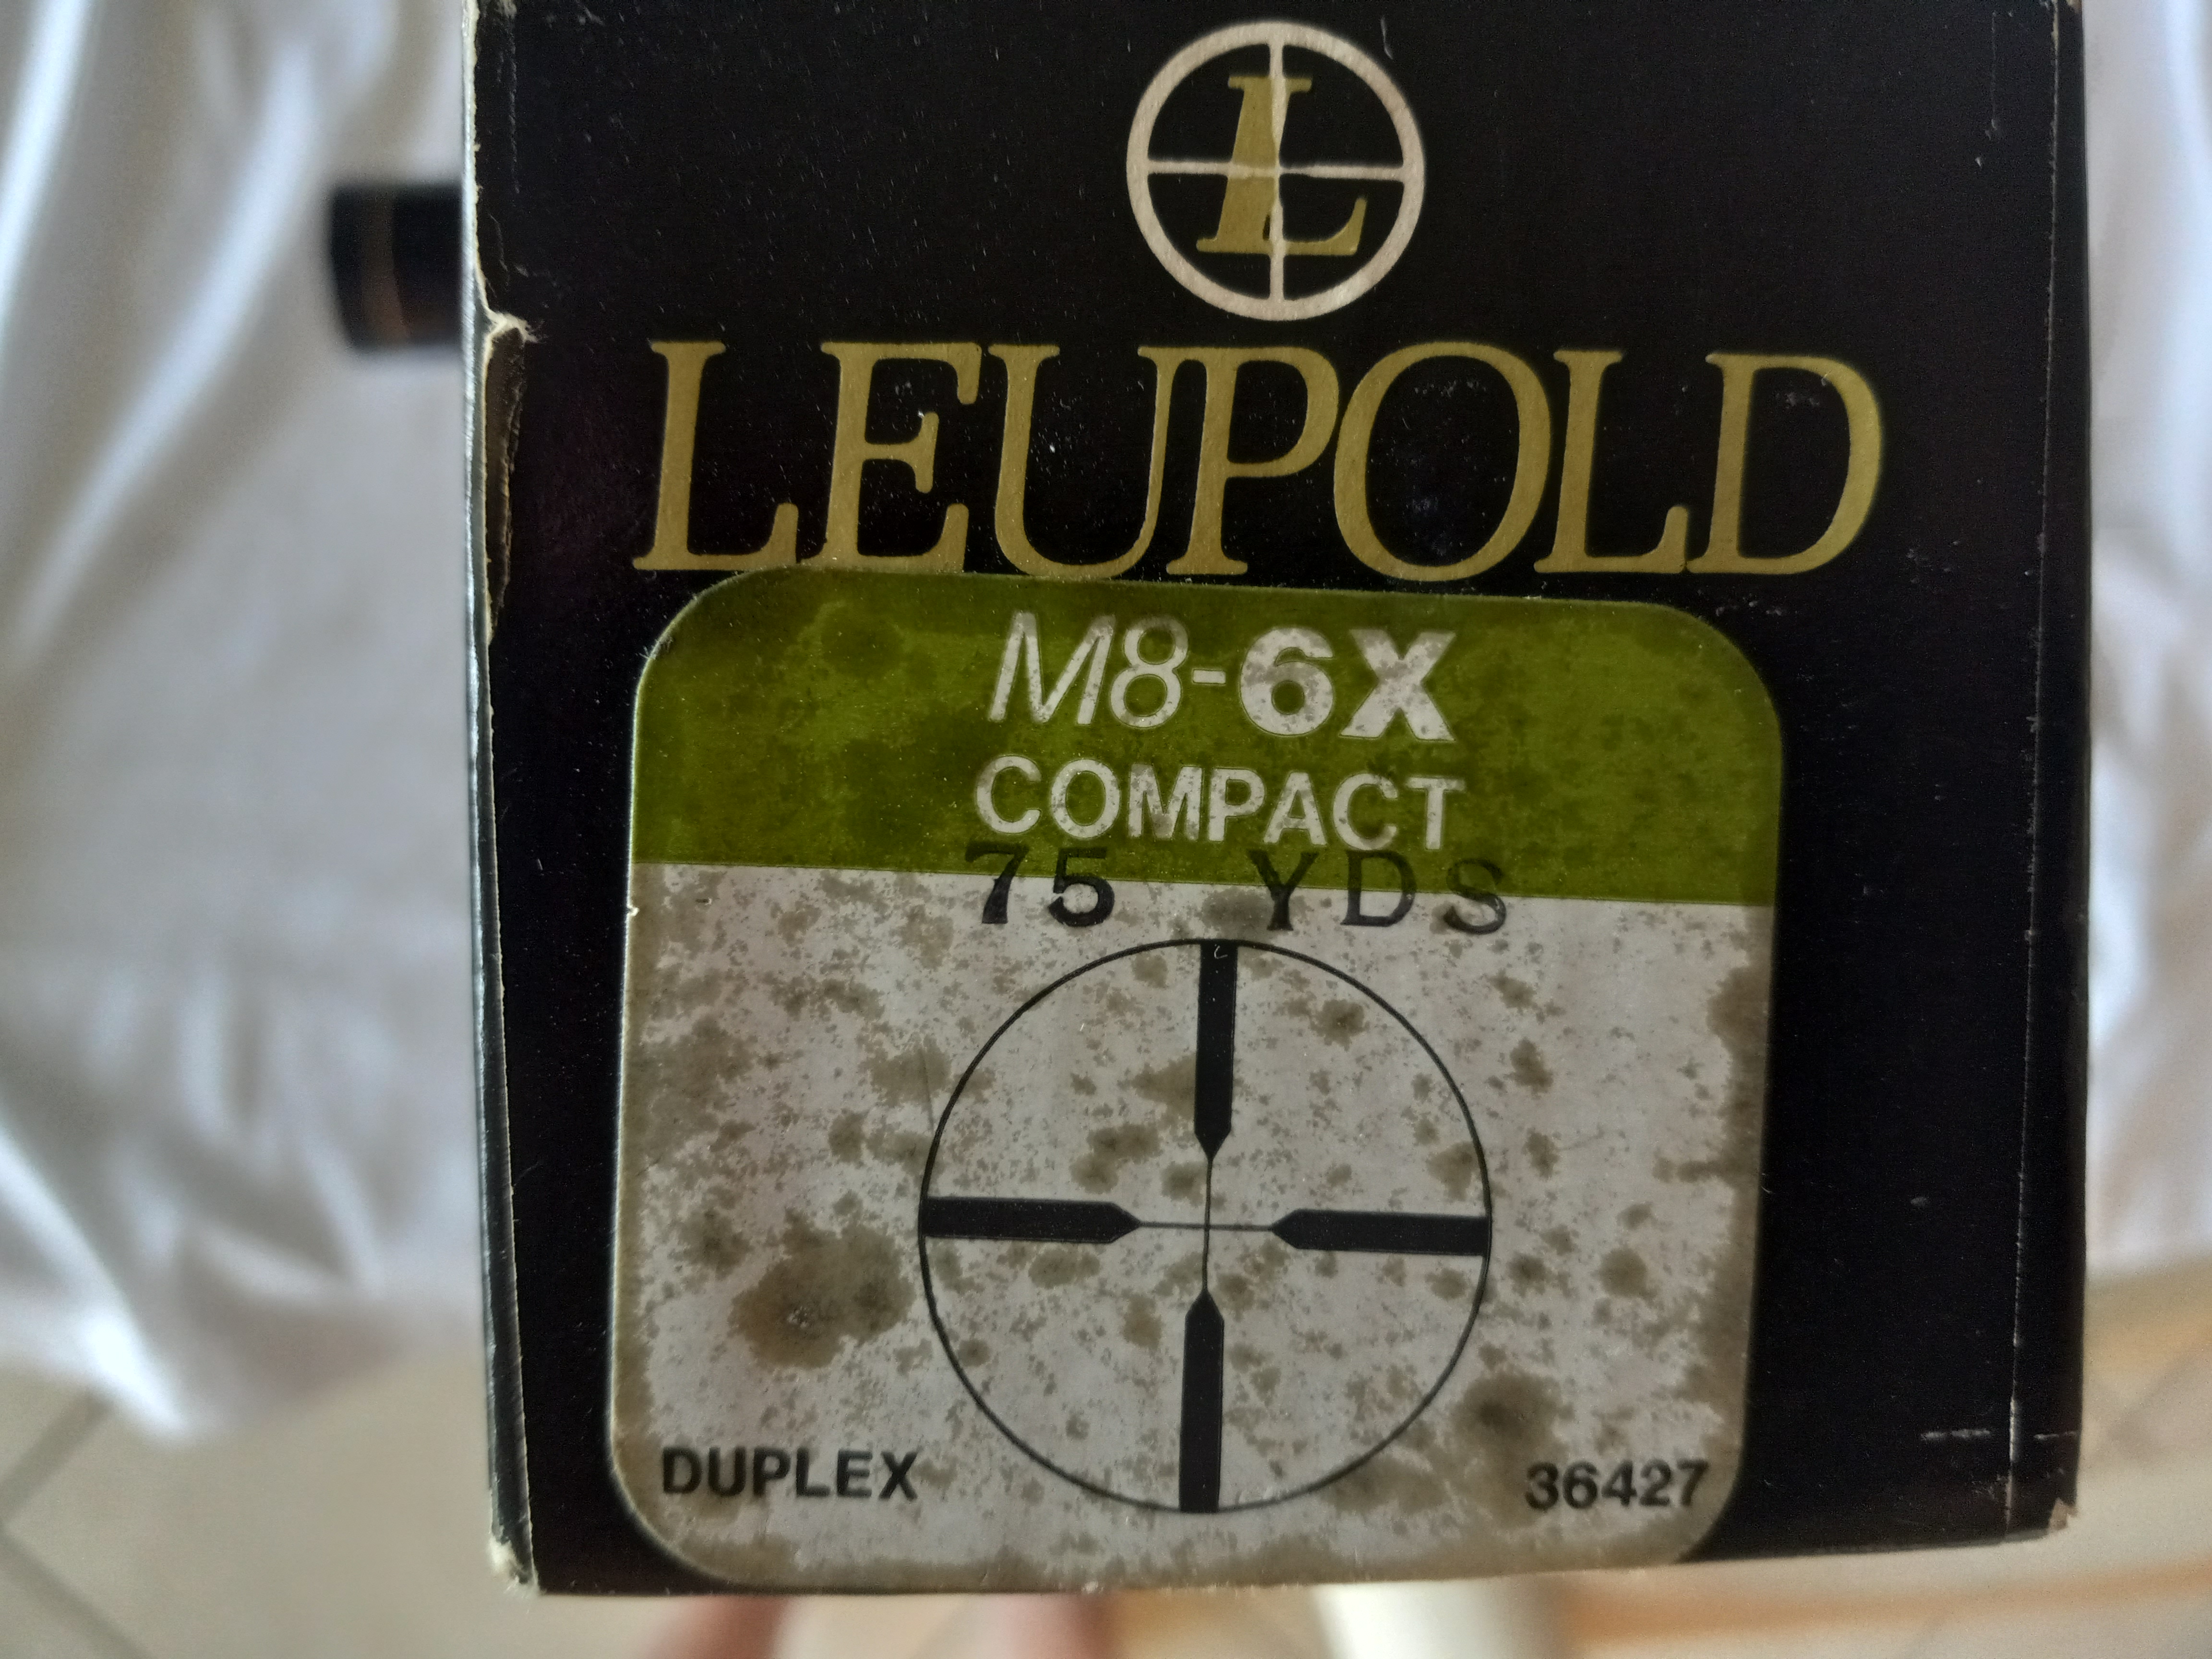 L
LEUPOLD
M8-6X
COMPACT
75 YDS
DUPLEX
36427